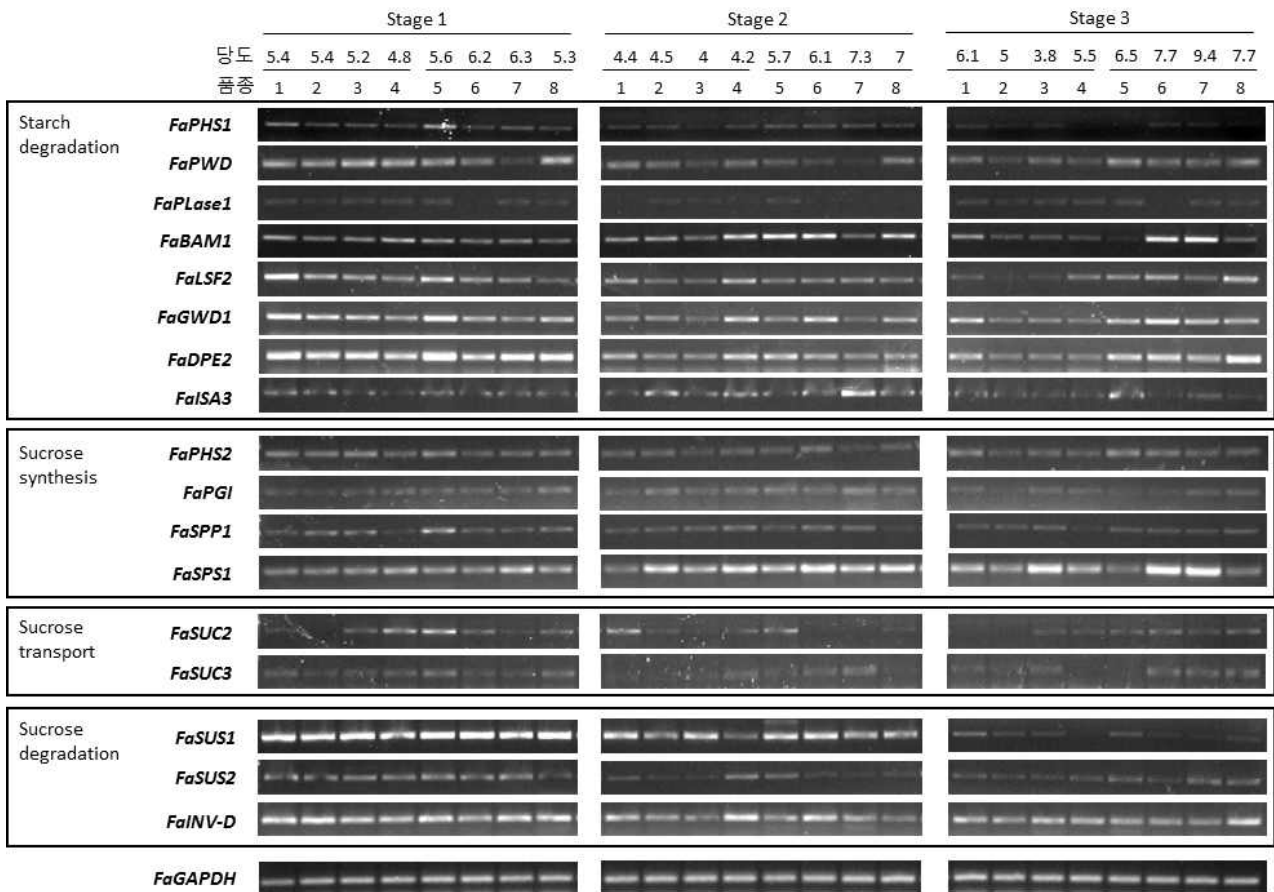 Stage 1 Stage 2 Stage 3
당도 5.4 5.4 5.2 4.8 5.6 6.2 6.3 5.3 4.4 4.5 4 4.2 5.7 6.1 7.3 7 6.1 5 3.8 5.5 6.5 7.7 9.4 7.7
품종 1 2 3 4 5 6 7 8 1 2 3 4 5 6 7 8 1 2 3 4 5 6 7 8
Starch FaPHS1
degradation
FaPWD
FaPLase1
FaBAM1
FaLSF2
FaGWD1
FaDPE2
FaISA3
Sucrose FaPHS2
synthesis
FaPGI
FaSPP1
FaSPS1
Sucrose FaSUC2
transport
FaSUC3
Sucrose FaSUS1
degradation
FaSUS2
FaINV-D
FaGAPDH